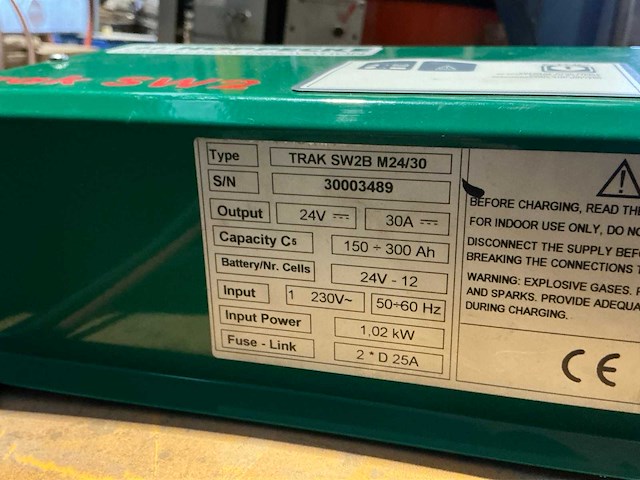 rak SW2
Type TRAK SW2B M24/30
S/N 30003489
Output 24V 30A
Capacity C5 150 ÷ 300 Ah
Battery/Nr. Cells 24V - 12
Input 1 230V~ 50÷60 Hz
Input Power 1,02 kW
Fuse - Link 2 * D 25A
BEFORE CHARGING, READ THE
FOR INDOOR USE ONLY, DO NO
DISCONNECT THE SUPPLY BEFO
BREAKING THE CONNECTIONS T
WARNING: EXPLOSIVE GASES. P
AND SPARKS. PROVIDE ADEQUA
DURING CHARGING.
CE